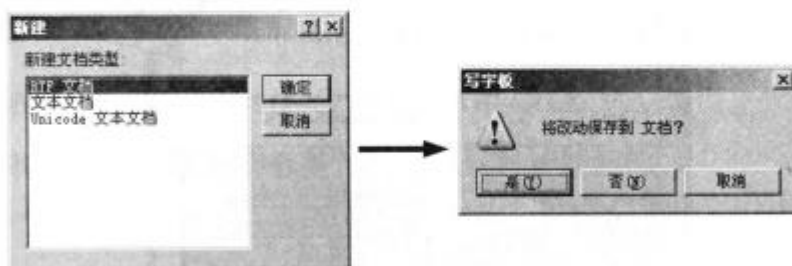 新建
新建文档类型
RTF 文档
文本文档
Unicode 文本文档
确定
取消
写字板
将改动保存到 文档?
是(Y)
否(N)
取消